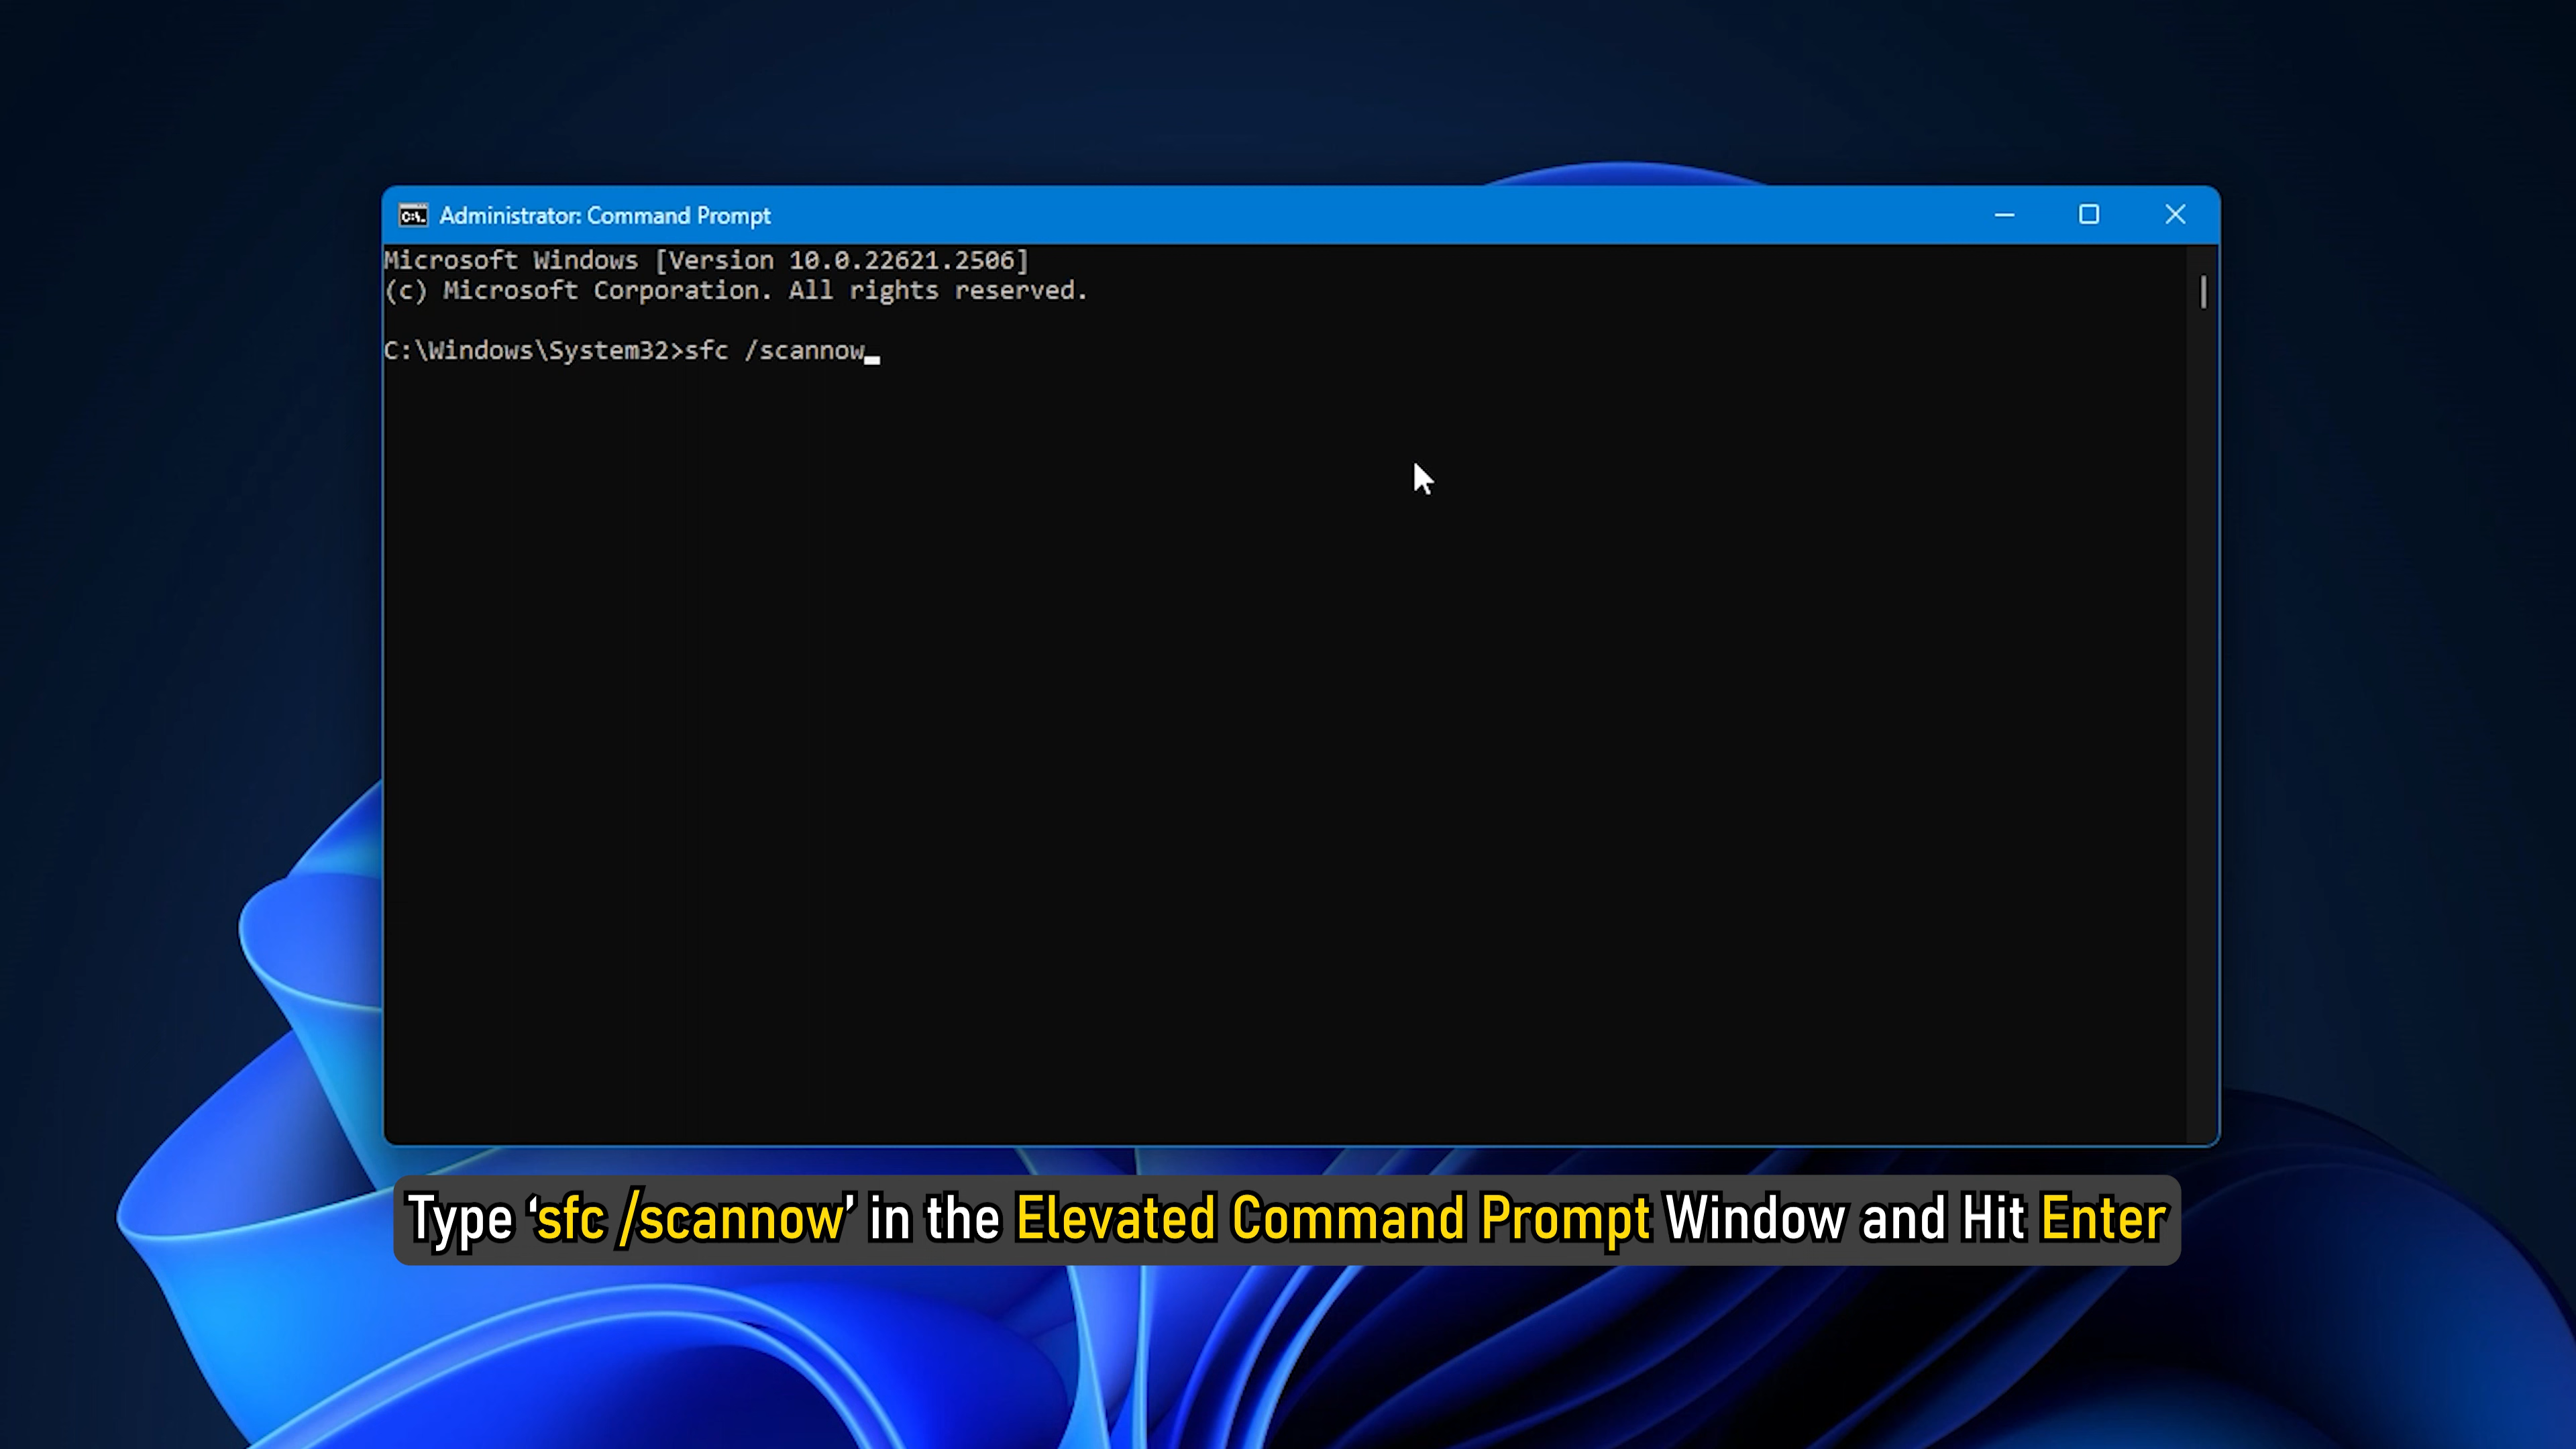 Administrator: Command Prompt
Microsoft Windows [Version 10.0.22621.2506]
(c) Microsoft Corporation. All rights reserved.
C:\Windows\System32>sfc /scannow
Type ‘sfc /scannow’ in the Elevated Command Prompt Window and Hit Enter